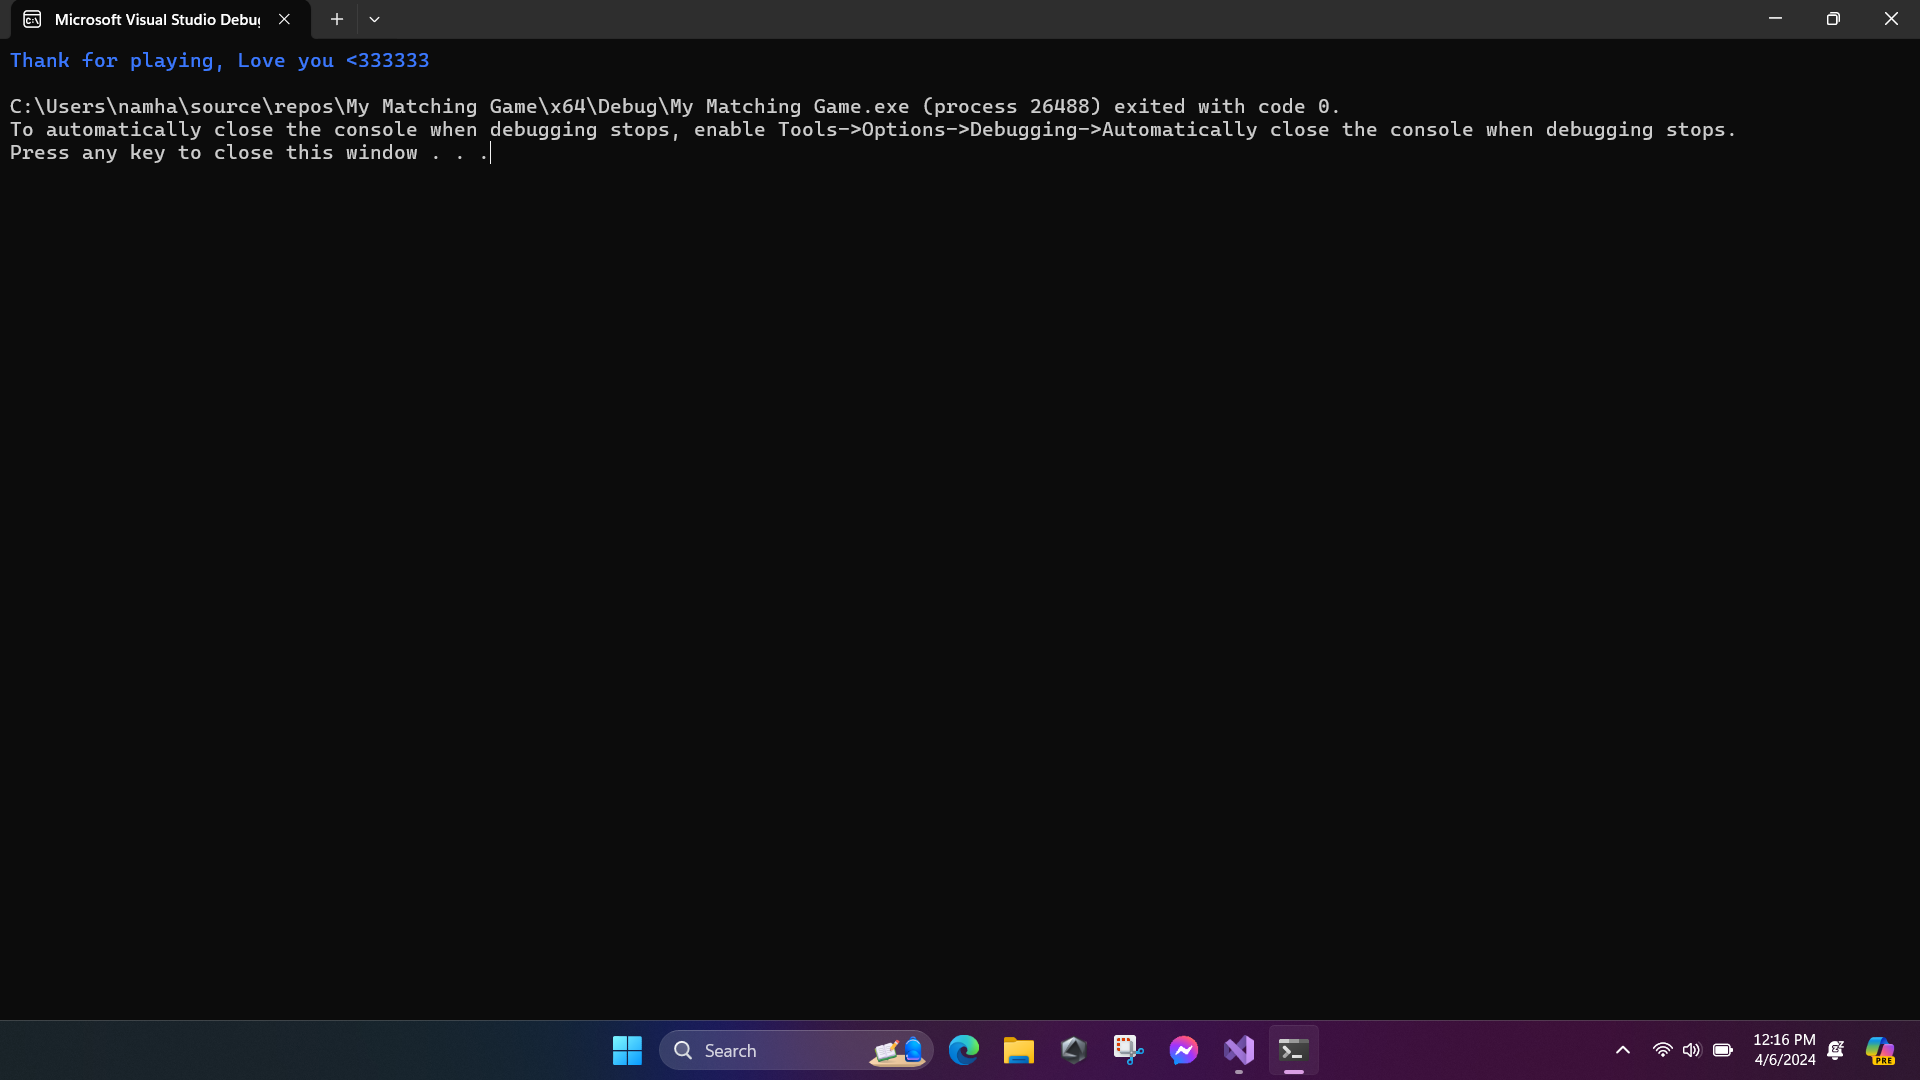 Microsoft Visual Studio Debug
Thank for playing, Love you <333333
C:\Users\namha\source\repos\My Matching Game\x64\Debug\My Matching Game.exe (process 26488) exited with code 0.
To automatically close the console when debugging stops, enable Tools->Options->Debugging->Automatically close the console when debugging stops.
Press any key to close this window . . .
Search
12:16 PM
4/6/2024
PRE